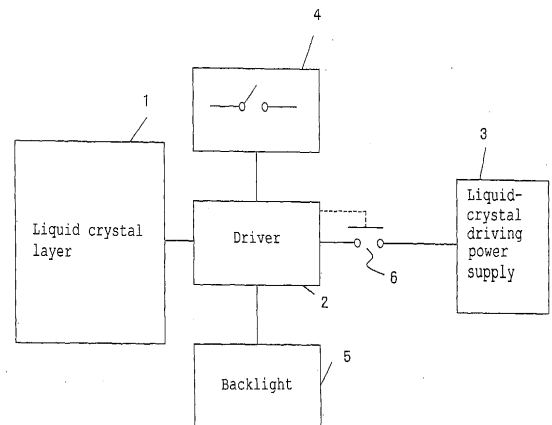 4
1
3
Liquid crystal
layer
Driver
Liquid-
crystal
driving
power
supply
6
2
Backlight
5